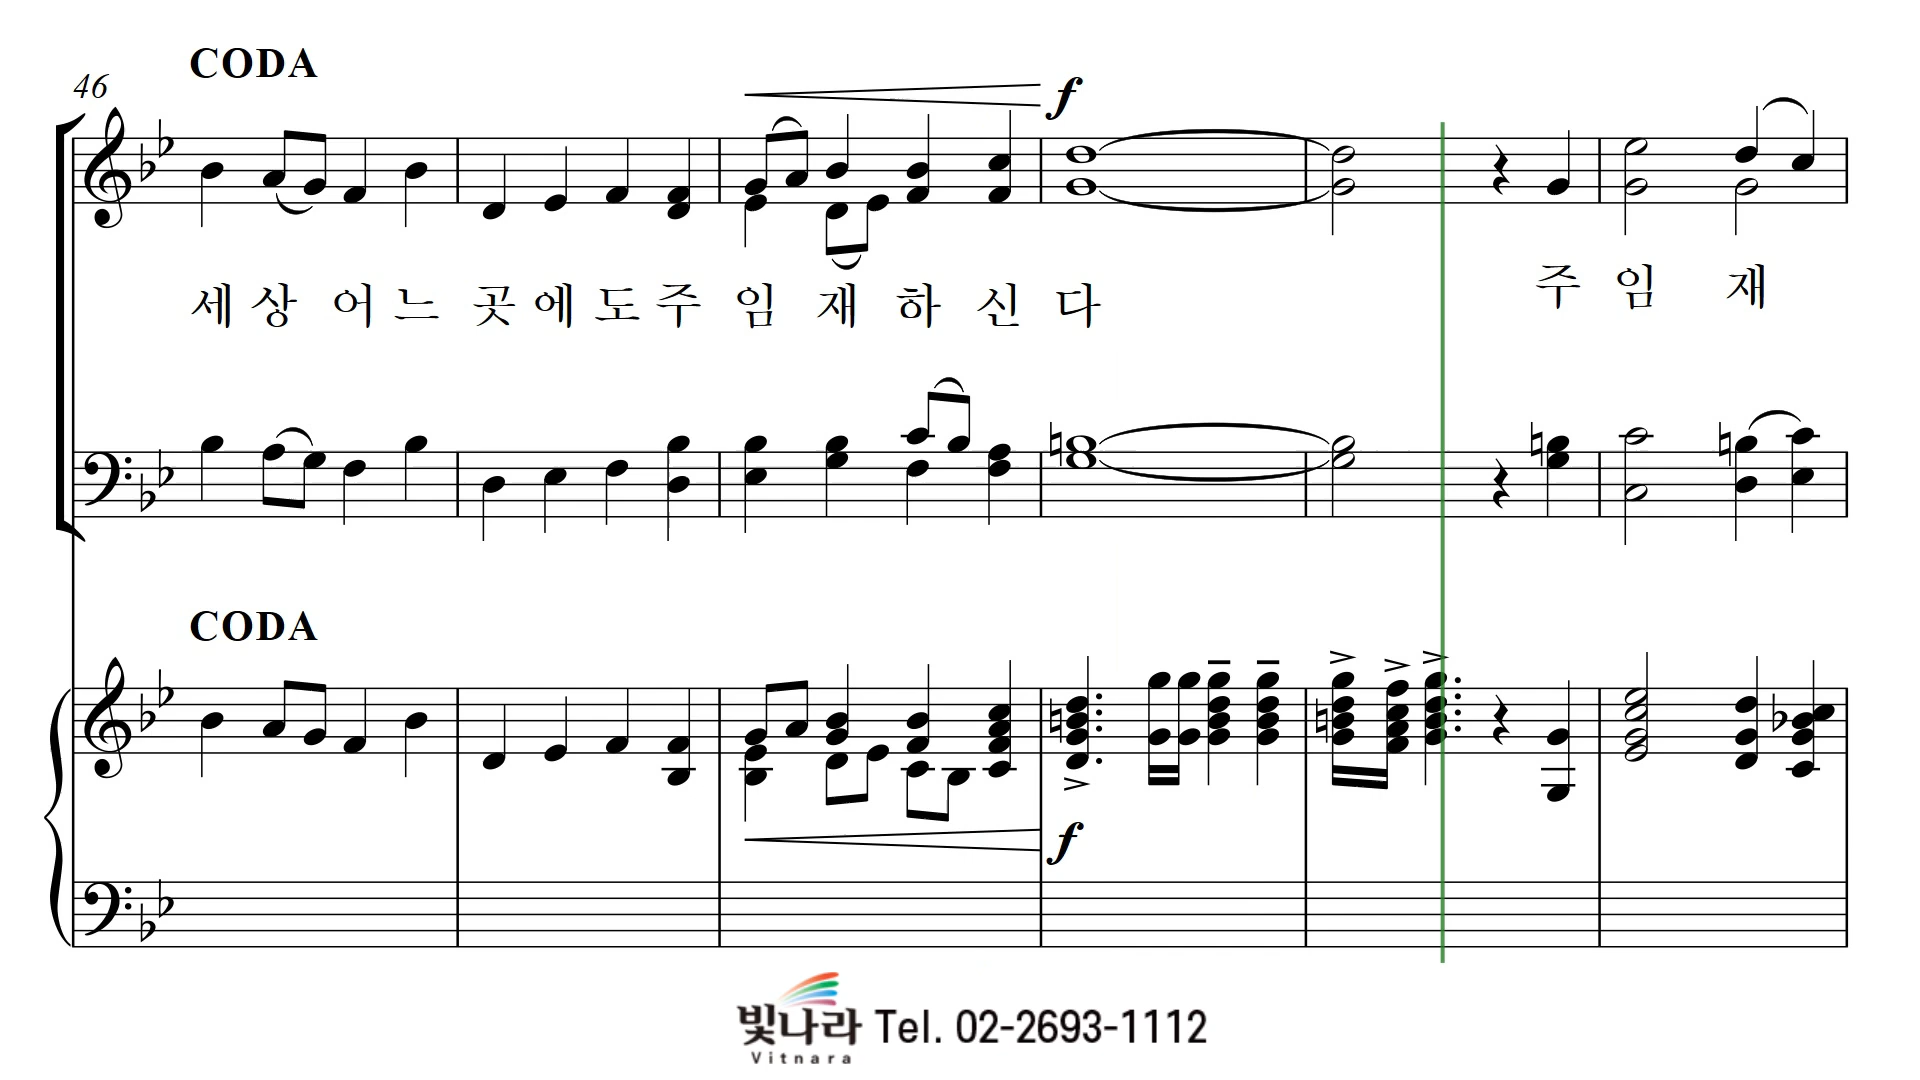 CODA
46
f
세 상 어 느 곳 에 도 주 임 재 하 신 다 주 임 재
CODA
f
빛나라 Tel. 02-2693-1112
Vitnara